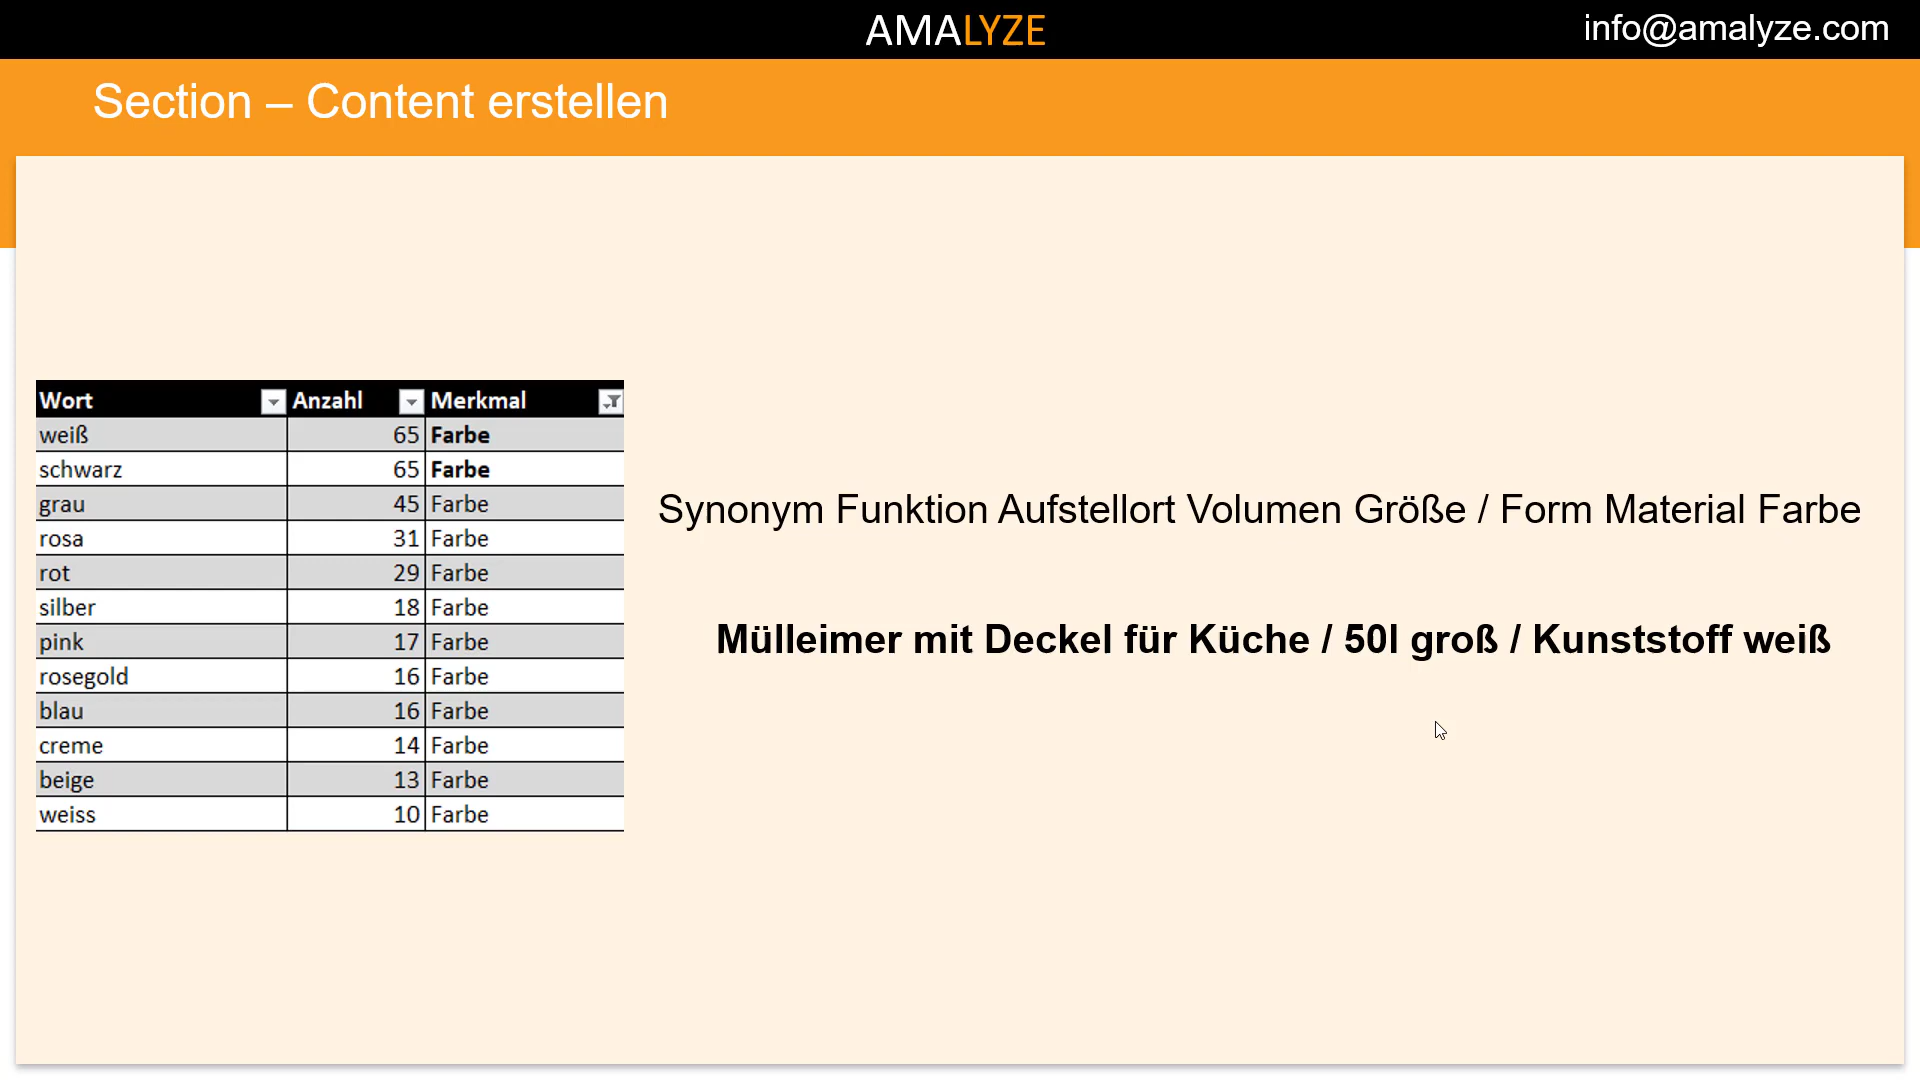 AMALYZE
info@amalyze.com
Section – Content erstellen
Wort Anzahl Merkmal
weiß 65 Farbe
schwarz 65 Farbe
grau 45 Farbe
rosa 31 Farbe
rot 29 Farbe
silber 18 Farbe
pink 17 Farbe
rosegold 16 Farbe
blau 16 Farbe
creme 14 Farbe
beige 13 Farbe
weiss 10 Farbe
Synonym Funktion Aufstellort Volumen Größe / Form Material Farbe
Mülleimer mit Deckel für Küche / 50l groß / Kunststoff weiß